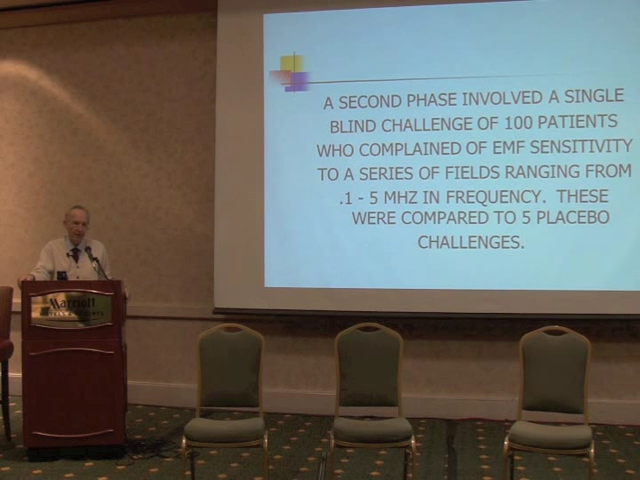 A SECOND PHASE INVOLVED A SINGLE
BLIND CHALLENGE OF 100 PATIENTS
WHO COMPLAINED OF EMF SENSITIVITY
TO A SERIES OF FIELDS RANGING FROM
.1 - 5 MHZ IN FREQUENCY. THESE
WERE COMPARED TO 5 PLACEBO
CHALLENGES.
Marriott